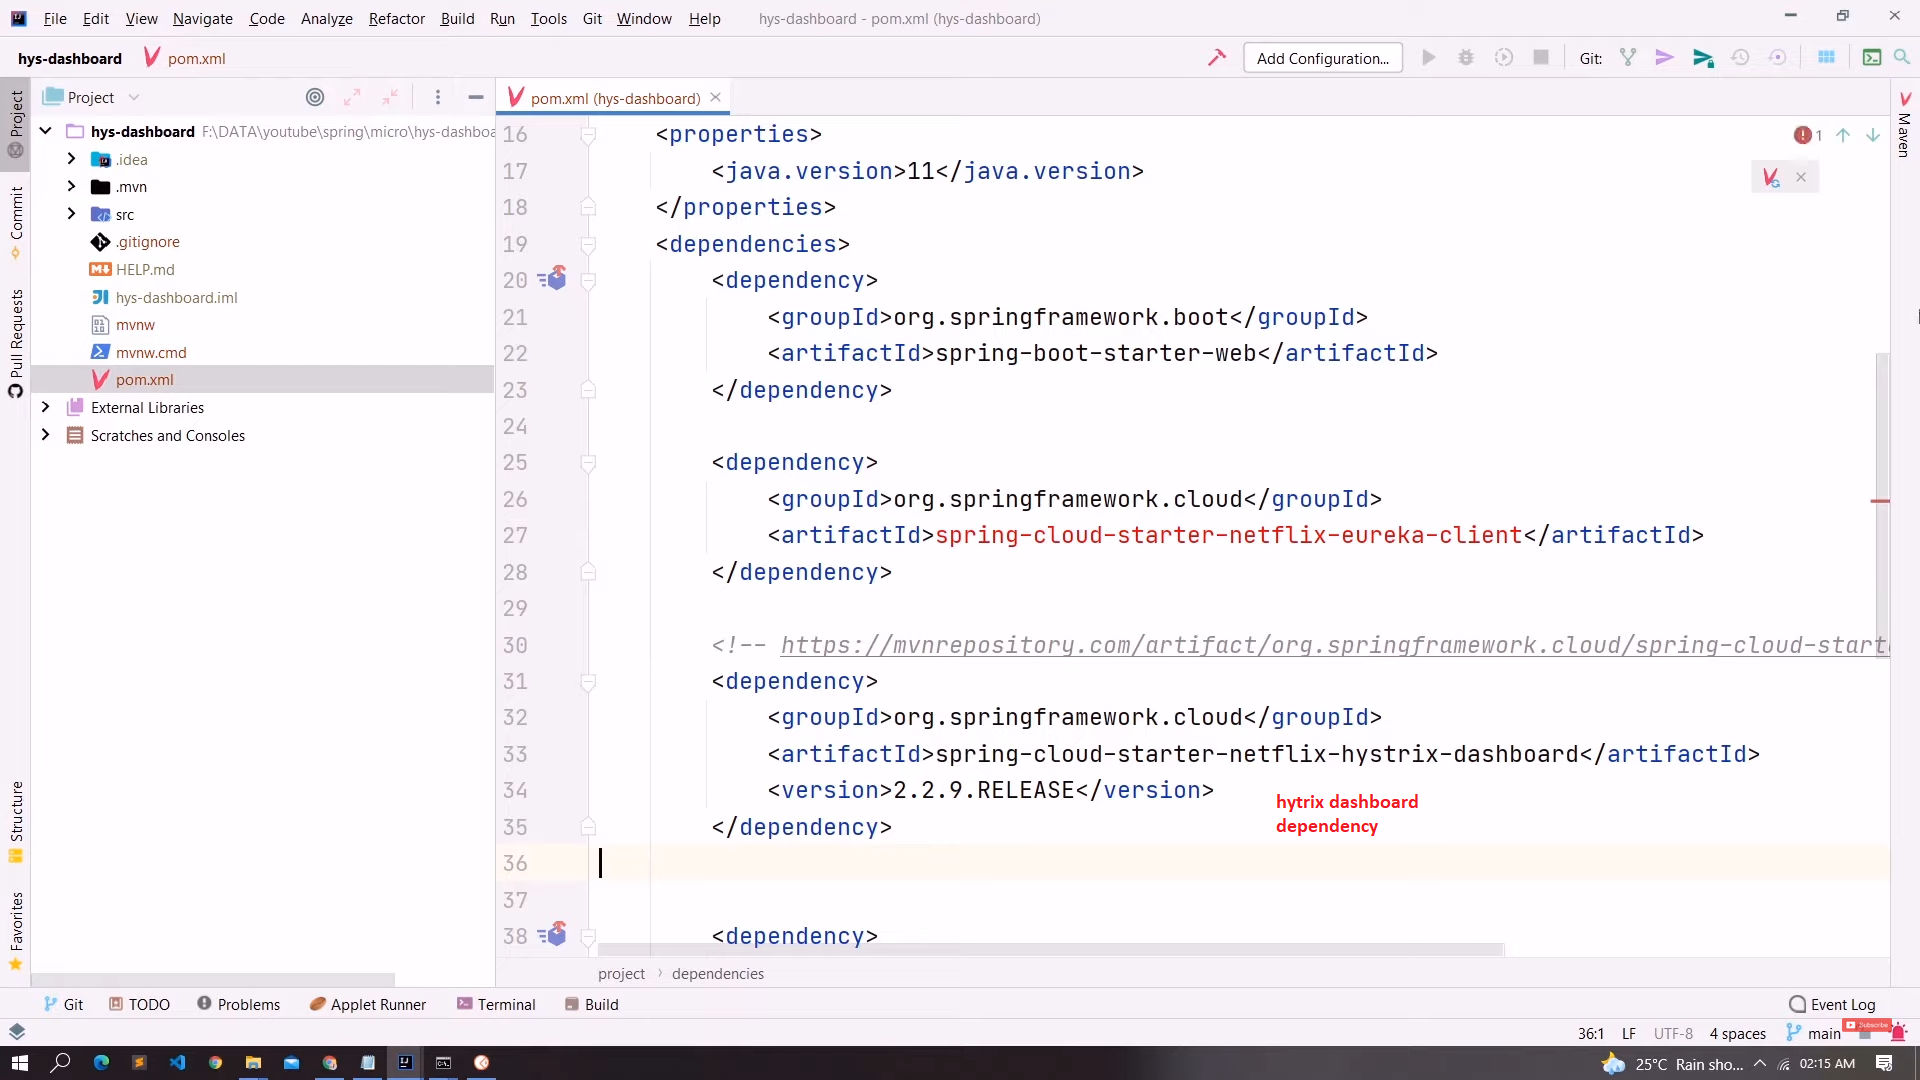 File Edit View Navigate Code Analyze Refactor Build Run Tools Git Window Help hys-dashboard - pom.xml (hys-dashboard)
hys-dashboard pom.xml Add Configuration... Git:
Project
pom.xml (hys-dashboard)
hys-dashboard F:\DATA\youtube\spring\micro\hys-dashboa
.idea
.mvn
src
.gitignore
HELP.md
hys-dashboard.iml
mvnw
mvnw.cmd
pom.xml
External Libraries
Scratches and Consoles
Project
Commit
Pull Requests
Structure
Favorites
16 <properties>
17 <java.version>11</java.version>
18 </properties>
19 <dependencies>
20 <dependency>
21 <groupId>org.springframework.boot</groupId>
22 <artifactId>spring-boot-starter-web</artifactId>
23 </dependency>
24
25 <dependency>
26 <groupId>org.springframework.cloud</groupId>
27 <artifactId>spring-cloud-starter-netflix-eureka-client</artifactId>
28 </dependency>
29
30 <!-- https://mvnrepository.com/artifact/org.springframework.cloud/spring-cloud-start
31 <dependency>
32 <groupId>org.springframework.cloud</groupId>
33 <artifactId>spring-cloud-starter-netflix-hystrix-dashboard</artifactId>
34 <version>2.2.9.RELEASE</version>
35 </dependency>
36
37
38 <dependency>
hytrix dashboard
dependency
1
Maven
project › dependencies
Git TODO Problems Applet Runner Terminal Build Event Log
36:1 LF UTF-8 4 spaces main
Subscribe
25°C Rain sho... 02:15 AM